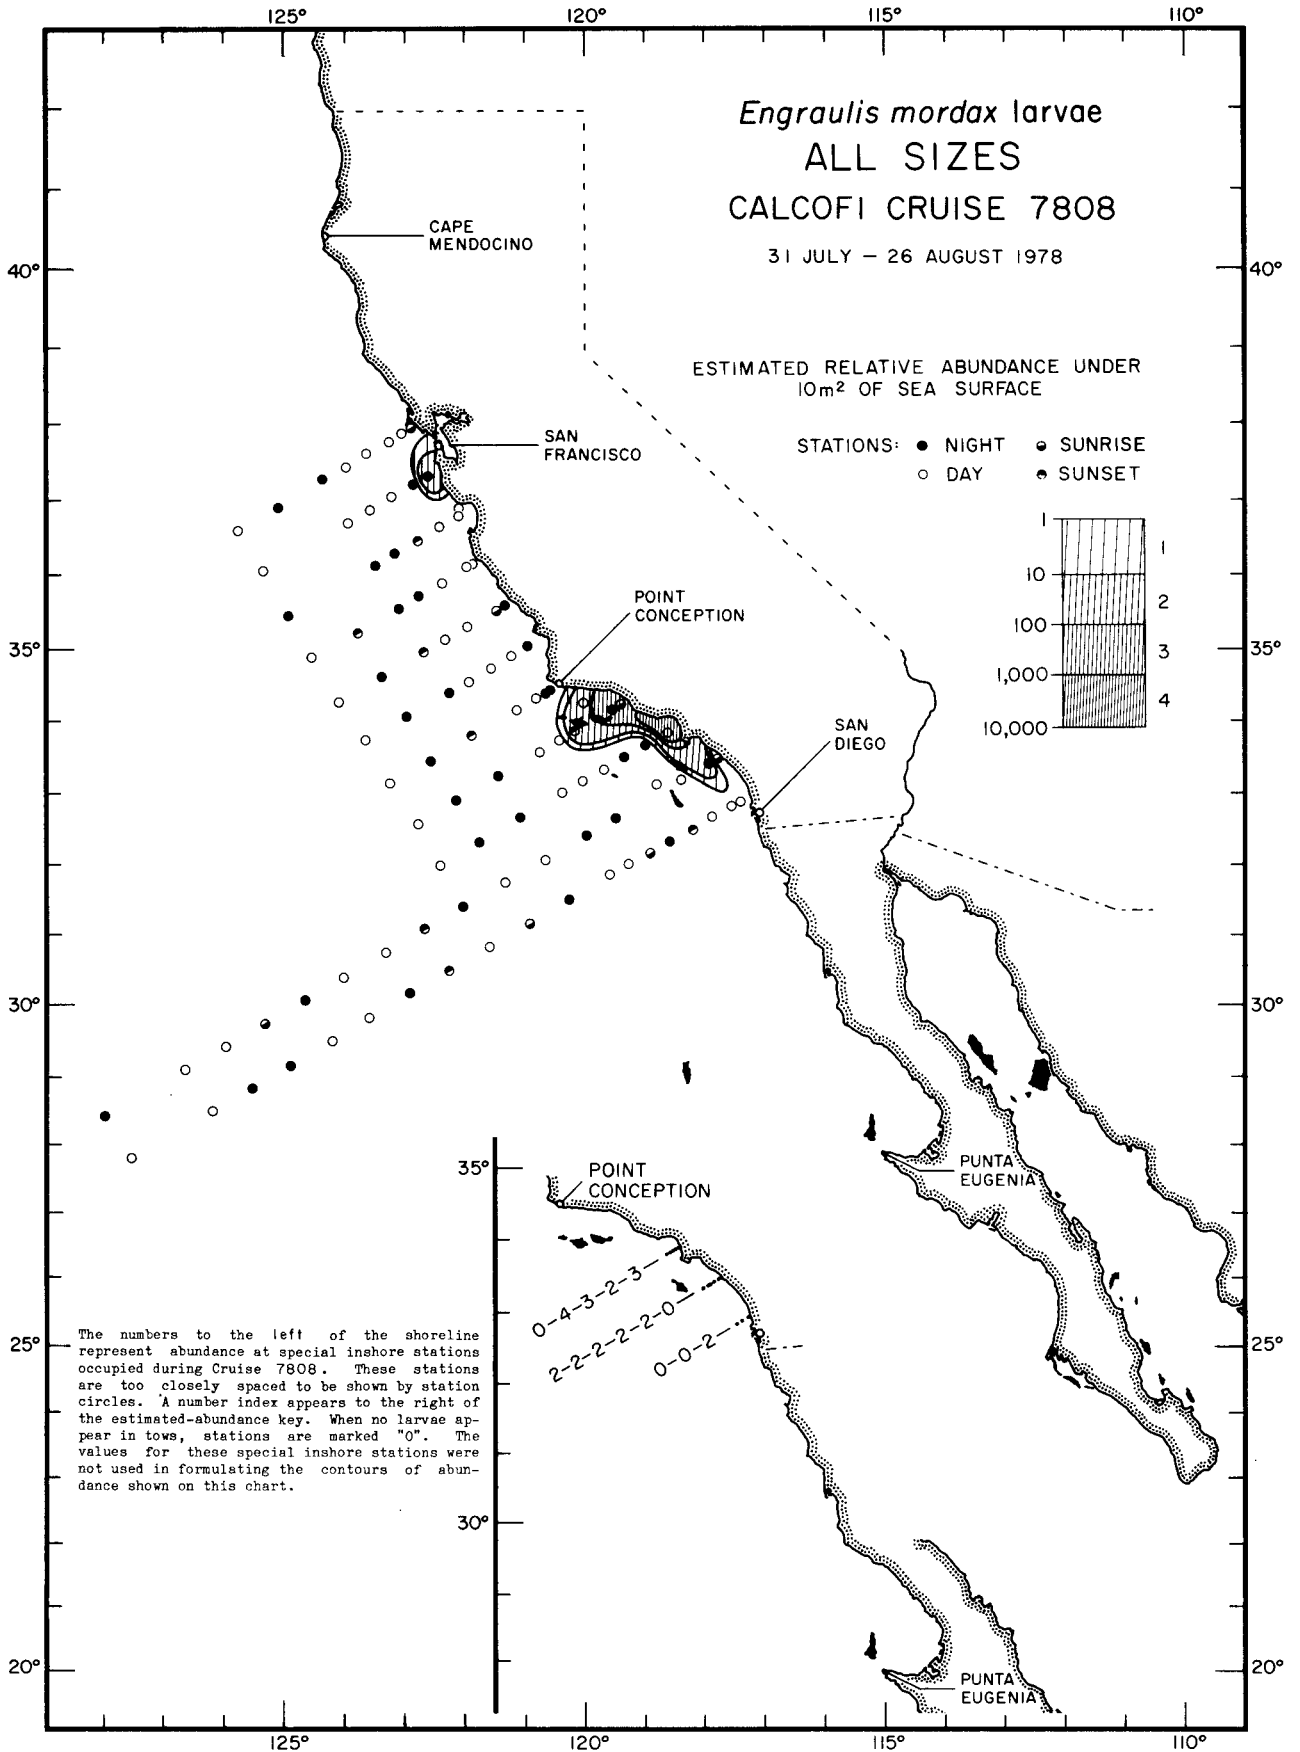 125°
120°
115°
110°
Engraulis mordax larvae
ALL SIZES
CALCOFI CRUISE 7808
31 JULY – 26 AUGUST 1978
CAPE
MENDOCINO
40°
40°
ESTIMATED RELATIVE ABUNDANCE UNDER
10m² OF SEA SURFACE
SAN
FRANCISCO
STATIONS: ● NIGHT
SUNRISE
○ DAY
SUNSET
1
1
10
2
100
3
1,000
4
10,000
POINT
CONCEPTION
35°
35°
SAN
DIEGO
30°
30°
PUNTA
EUGENIA
35°
POINT
CONCEPTION
0-4-3-2-3
2-2-2-2-2-0
0-0-2
25°
25°
The numbers to the left of the shoreline
represent abundance at special inshore stations
occupied during Cruise 7808. These stations
are too closely spaced to be shown by station
circles. A number index appears to the right of
the estimated-abundance key. When no larvae ap-
pear in tows, stations are marked "0". The
values for these special inshore stations were
not used in formulating the contours of abun-
dance shown on this chart.
30°
20°
20°
PUNTA
EUGENIA
125°
120°
115°
110°